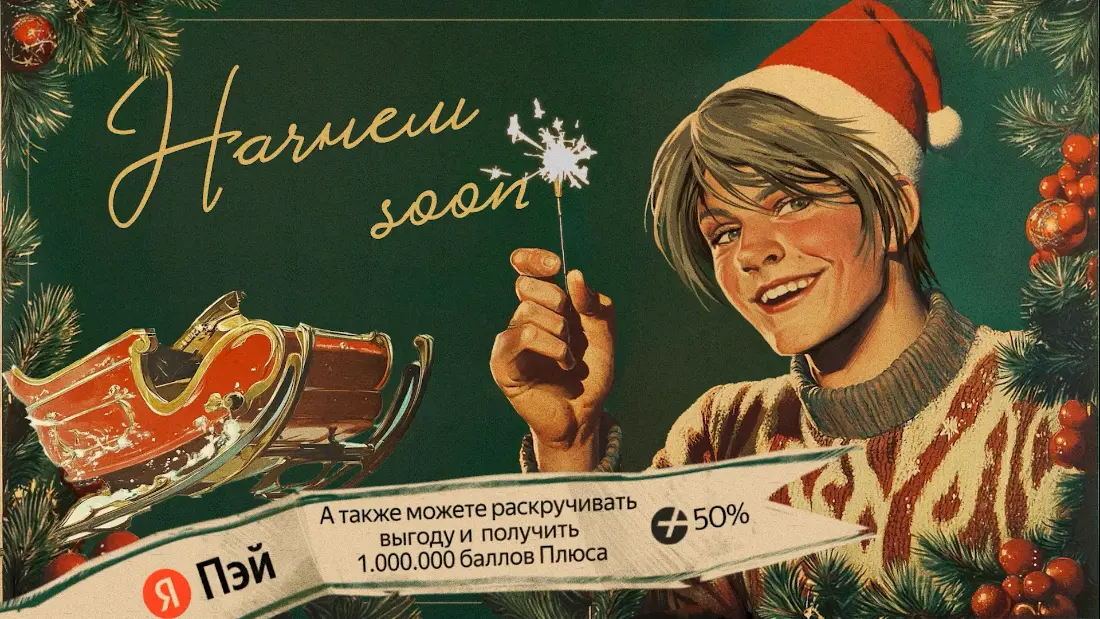 Начнем
soon
Я Пэй
А также можете раскручивать
выгоду и получить
1.000.000 баллов Плюса
50%